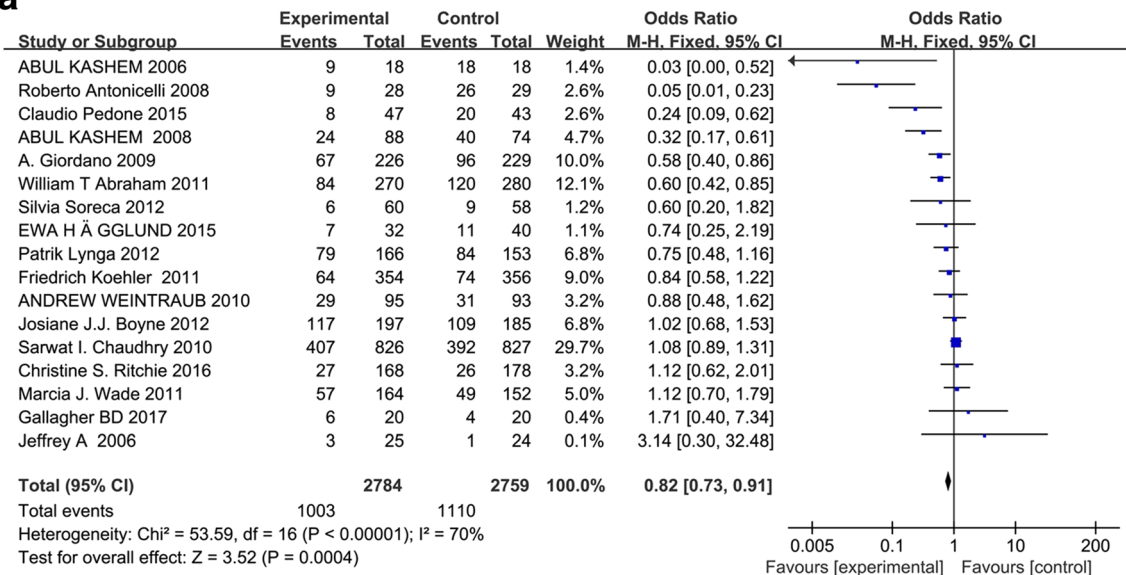 a
Experimental Control Odds Ratio Odds Ratio
Study or Subgroup Events Total Events Total Weight M-H, Fixed, 95% CI M-H, Fixed, 95% CI
ABUL KASHEM 2006 9 18 18 18 1.4% 0.03 [0.00, 0.52]
Roberto Antonicelli 2008 9 28 26 29 2.6% 0.05 [0.01, 0.23]
Claudio Pedone 2015 8 47 20 43 2.6% 0.24 [0.09, 0.62]
ABUL KASHEM 2008 24 88 40 74 4.7% 0.32 [0.17, 0.61]
A. Giordano 2009 67 226 96 229 10.0% 0.58 [0.40, 0.86]
William T Abraham 2011 84 270 120 280 12.1% 0.60 [0.42, 0.85]
Silvia Soreca 2012 6 60 9 58 1.2% 0.60 [0.20, 1.82]
EWA H Ä GGLUND 2015 7 32 11 40 1.1% 0.74 [0.25, 2.19]
Patrik Lynga 2012 79 166 84 153 6.8% 0.75 [0.48, 1.16]
Friedrich Koehler 2011 64 354 74 356 9.0% 0.84 [0.58, 1.22]
ANDREW WEINTRAUB 2010 29 95 31 93 3.2% 0.88 [0.48, 1.62]
Josiane J.J. Boyne 2012 117 197 109 185 6.8% 1.02 [0.68, 1.53]
Sarwat I. Chaudhry 2010 407 826 392 827 29.7% 1.08 [0.89, 1.31]
Christine S. Ritchie 2016 27 168 26 178 3.2% 1.12 [0.62, 2.01]
Marcia J. Wade 2011 57 164 49 152 5.0% 1.12 [0.70, 1.79]
Gallagher BD 2017 6 20 4 20 0.4% 1.71 [0.40, 7.34]
Jeffrey A 2006 3 25 1 24 0.1% 3.14 [0.30, 32.48]
Total (95% CI) 2784 2759 100.0% 0.82 [0.73, 0.91]
Total events 1003 1110
Heterogeneity: Chi² = 53.59, df = 16 (P < 0.00001); I² = 70%
Test for overall effect: Z = 3.52 (P = 0.0004)
0.005 0.1 1 10 200
Favours [experimental] Favours [control]